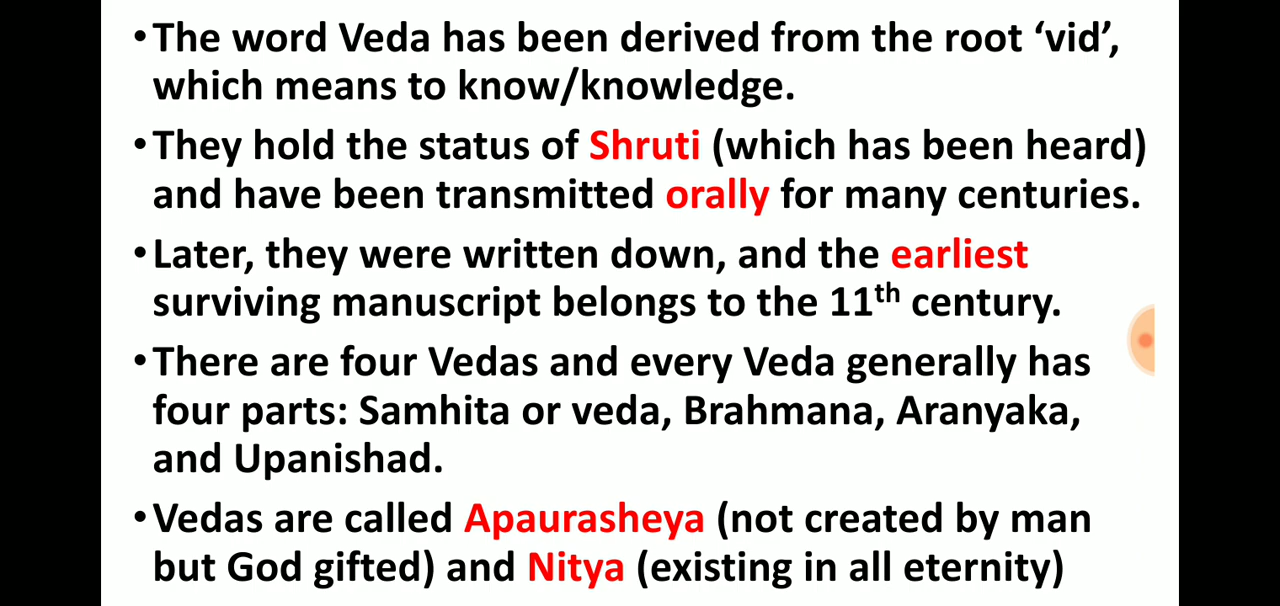 •The word Veda has been derived from the root ‘vid’,
which means to know/knowledge.
•They hold the status of Shruti (which has been heard)
and have been transmitted orally for many centuries.
•Later, they were written down, and the earliest
surviving manuscript belongs to the 11th century.
•There are four Vedas and every Veda generally has
four parts: Samhita or veda, Brahmana, Aranyaka,
and Upanishad.
•Vedas are called Apaurasheya (not created by man
but God gifted) and Nitya (existing in all eternity)